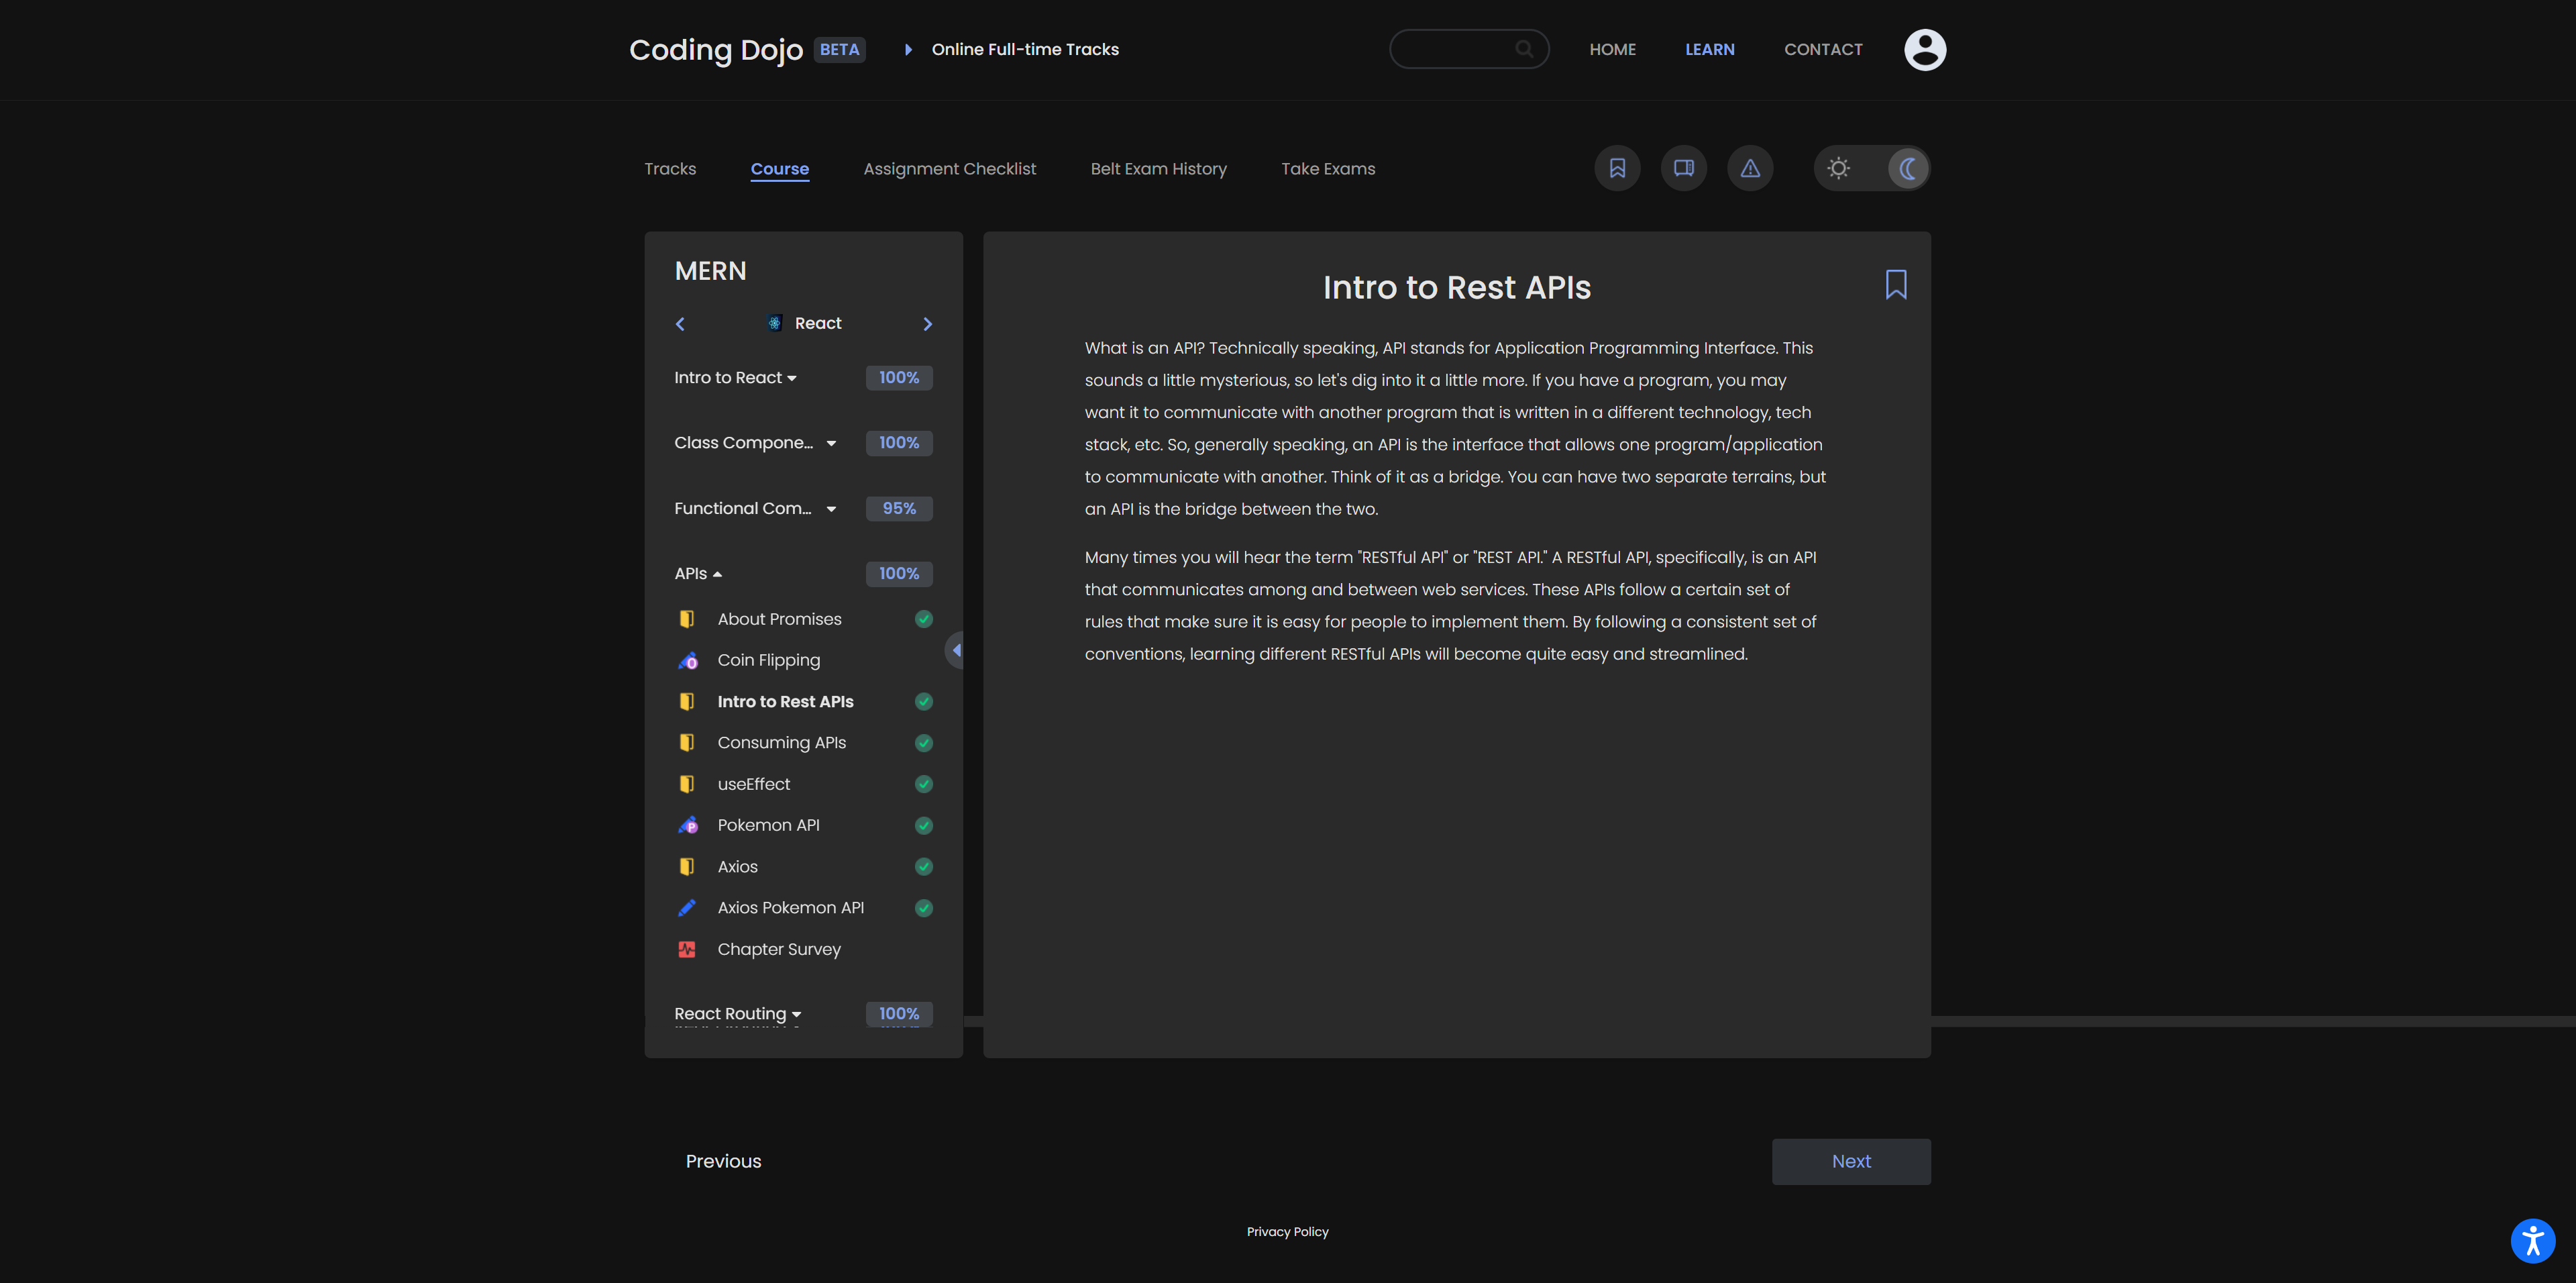 Coding Dojo BETA Online Full-time Tracks HOME LEARN CONTACT
Tracks Course Assignment Checklist Belt Exam History Take Exams
MERN
React
Intro to React 100%
Class Compone... 100%
Functional Com... 95%
APIs 100%
About Promises
O Coin Flipping
Intro to Rest APIs
Consuming APIs
useEffect
P Pokemon API
Axios
Axios Pokemon API
Chapter Survey
React Routing 100%
Intro to Rest APIs
What is an API? Technically speaking, API stands for Application Programming Interface. This
sounds a little mysterious, so let's dig into it a little more. If you have a program, you may
want it to communicate with another program that is written in a different technology, tech
stack, etc. So, generally speaking, an API is the interface that allows one program/application
to communicate with another. Think of it as a bridge. You can have two separate terrains, but
an API is the bridge between the two.
Many times you will hear the term "RESTful API" or "REST API." A RESTful API, specifically, is an API
that communicates among and between web services. These APIs follow a certain set of
rules that make sure it is easy for people to implement them. By following a consistent set of
conventions, learning different RESTful APIs will become quite easy and streamlined.
Previous Next
Privacy Policy